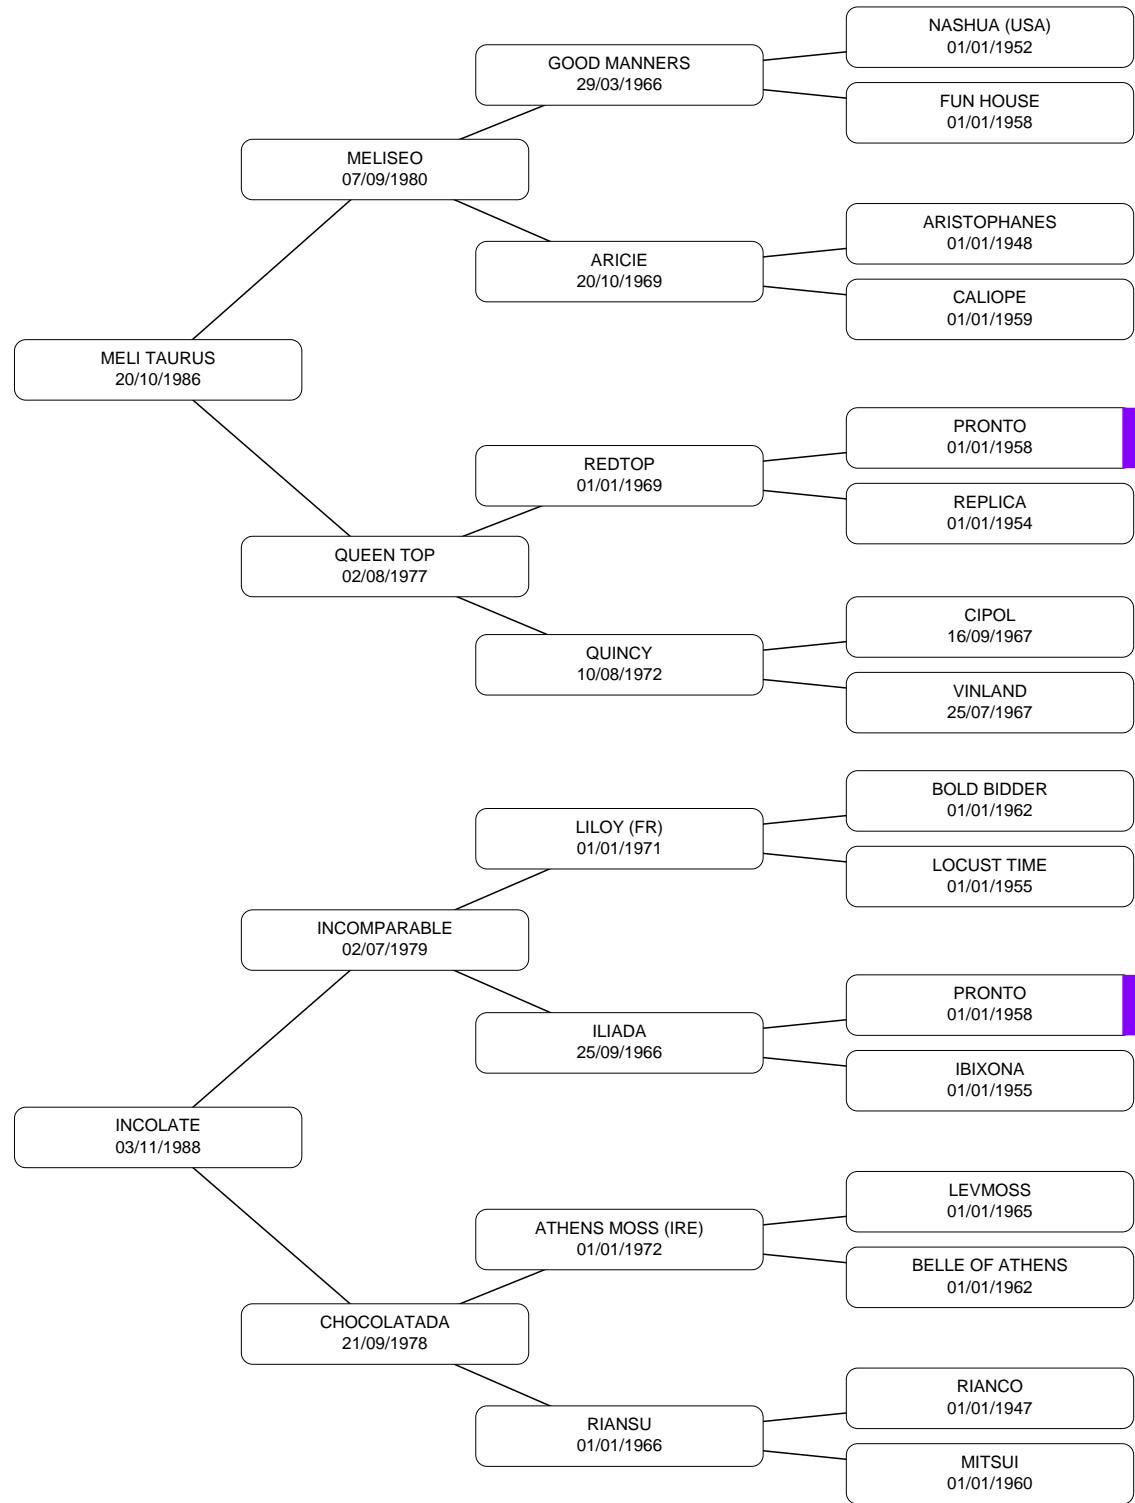 NASHUA (USA)
01/01/1952
GOOD MANNERS
29/03/1966
FUN HOUSE
01/01/1958
MELISEO
07/09/1980
ARISTOPHANES
01/01/1948
ARICIE
20/10/1969
CALIOPE
01/01/1959
MELI TAURUS
20/10/1986
PRONTO
01/01/1958
REDTOP
01/01/1969
REPLICA
01/01/1954
QUEEN TOP
02/08/1977
CIPOL
16/09/1967
QUINCY
10/08/1972
VINLAND
25/07/1967
BOLD BIDDER
01/01/1962
LILOY (FR)
01/01/1971
LOCUST TIME
01/01/1955
INCOMPARABLE
02/07/1979
PRONTO
01/01/1958
ILIADA
25/09/1966
IBIXONA
01/01/1955
INCOLATE
03/11/1988
LEVMOSS
01/01/1965
ATHENS MOSS (IRE)
01/01/1972
BELLE OF ATHENS
01/01/1962
CHOCOLATADA
21/09/1978
RIANCO
01/01/1947
RIANSU
01/01/1966
MITSUI
01/01/1960